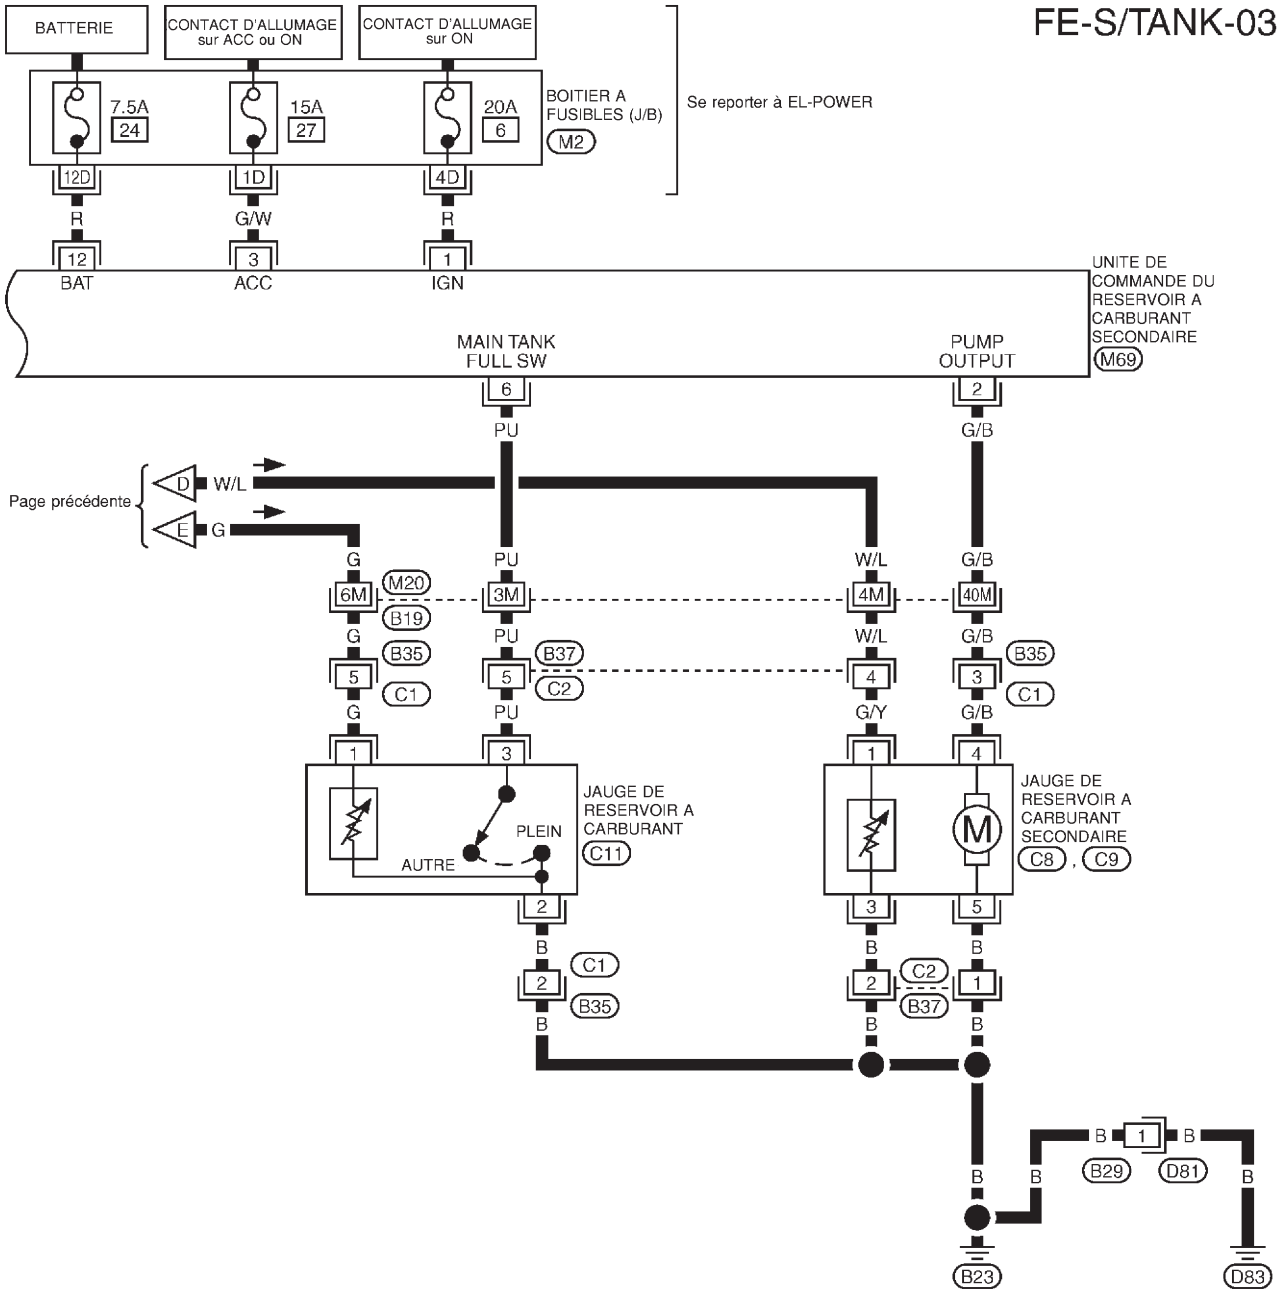 FE-S/TANK-03
BATTERIE
CONTACT D'ALLUMAGE
sur ACC ou ON
CONTACT D'ALLUMAGE
sur ON
7.5A
24
15A
27
20A
6
BOITIER A
FUSIBLES (J/B)
M2
Se reporter à EL-POWER
12D
1D
4D
R
G/W
R
12
3
1
BAT
ACC
IGN
UNITE DE
COMMANDE DU
RESERVOIR A
CARBURANT
SECONDAIRE
M69
MAIN TANK
FULL SW
PUMP
OUTPUT
6
2
PU
G/B
Page précédente
D
W/L
E
G
G
PU
W/L
G/B
6M
M20
B19
3M
4M
40M
G
PU
W/L
G/B
B35
C1
B37
C2
B35
C1
5
5
4
3
G
PU
G/Y
G/B
1
3
1
4
JAUGE DE
RESERVOIR A
CARBURANT
C11
PLEIN
AUTRE
M
JAUGE DE
RESERVOIR A
CARBURANT
SECONDAIRE
C8 , C9
2
3
5
B
B
B
2
C1
B35
2
C2
B37
1
B
B
B
B
1
B
B29
D81
B
B
B
B23
D83